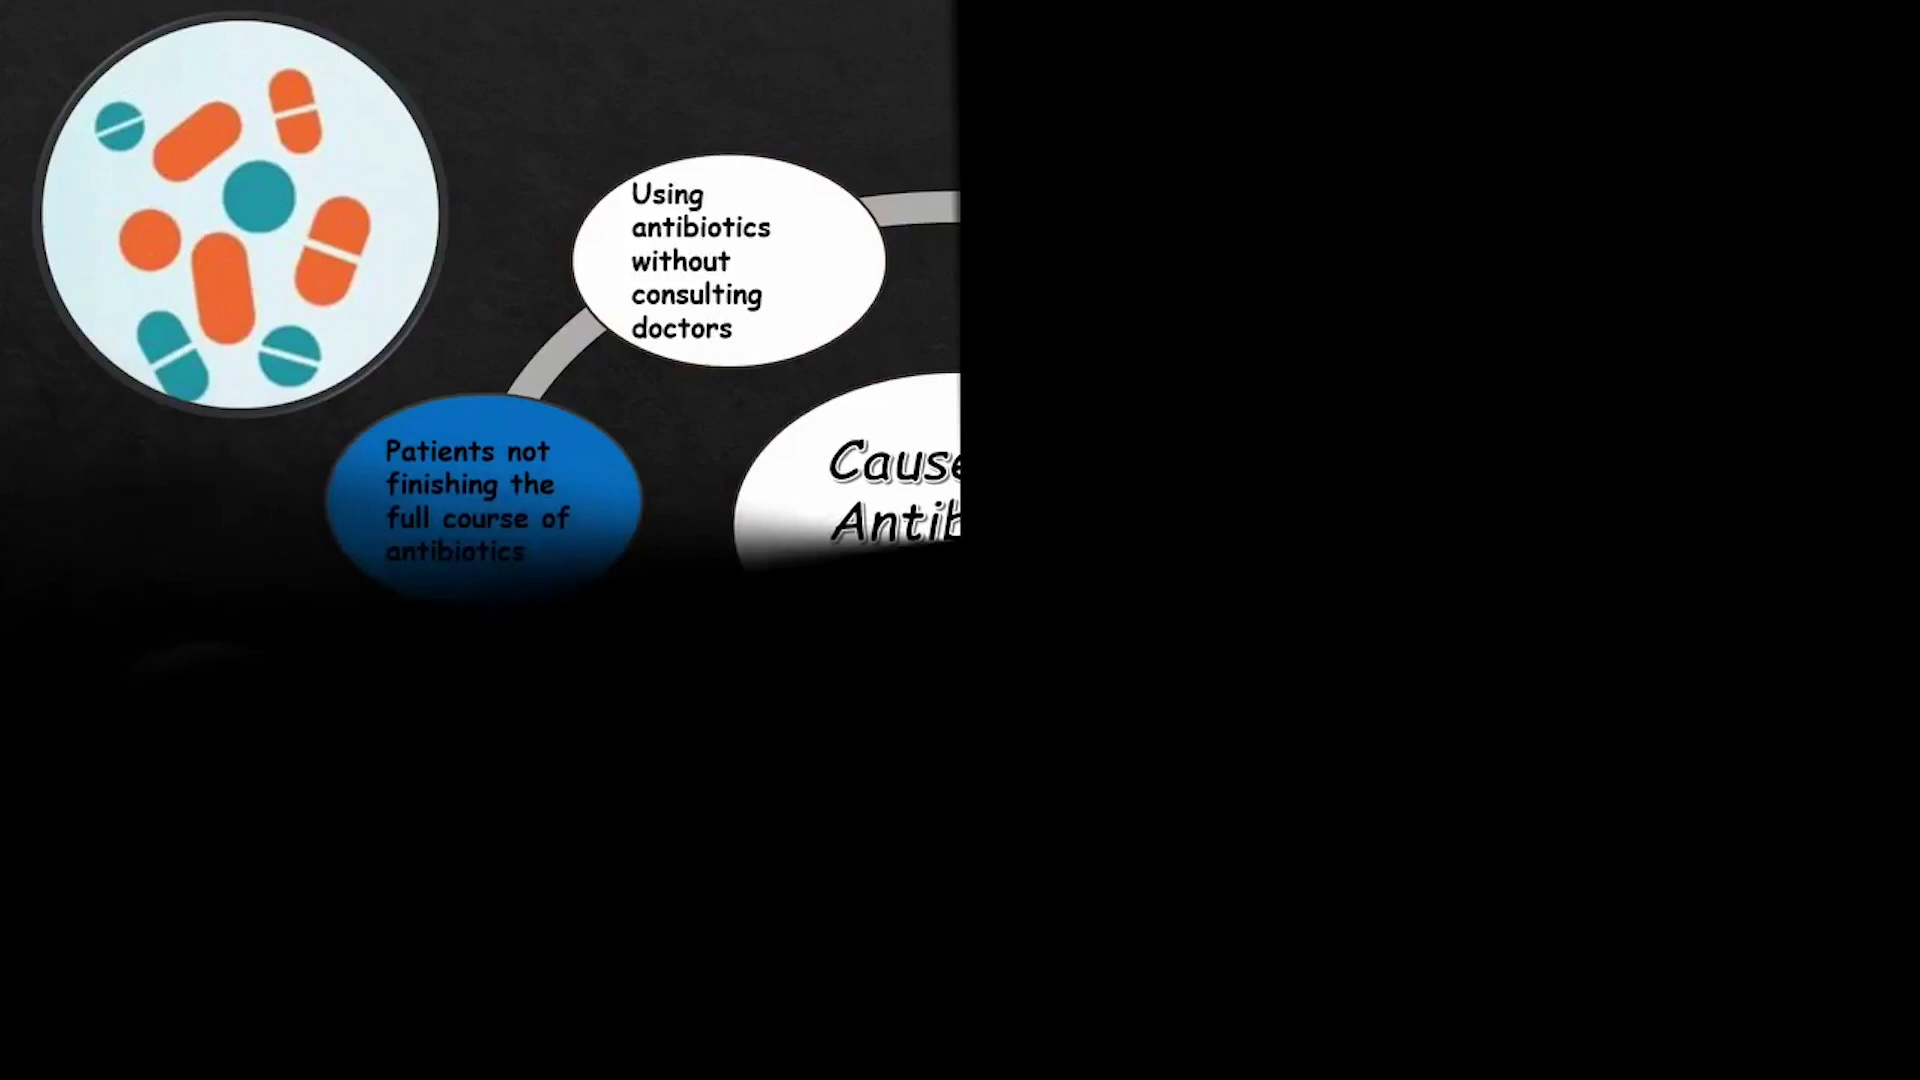 Using
antibiotics
without
consulting
doctors
Patients not
finishing the
full course of
antibiotics